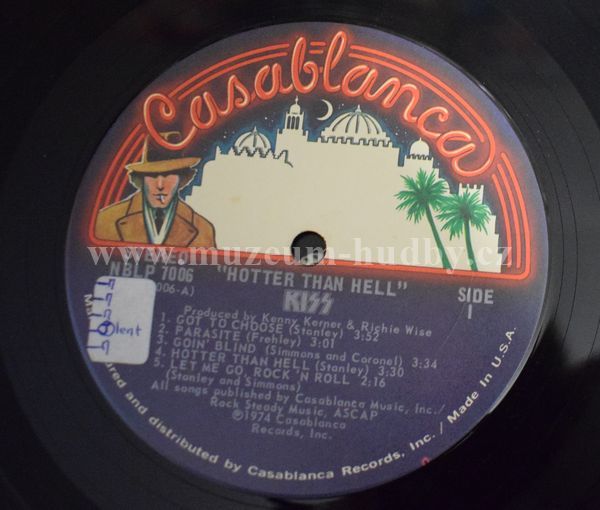 Casablanca
www.muzeum-hudby.cz
NBLP 7006 "HOTTER THAN HELL"
KISS
SIDE
1
006-A)
Produced by Kenny Kerner & Richie Wise
1. GOT TO CHOOSE (Stanley) 3:52
2. PARASITE (Frehley) 3:01
3. GOIN' BLIND (Simmons and Coronel) 3:34
4. HOTTER THAN HELL (Stanley) 3:30
5. LET ME GO, ROCK 'N ROLL 2:16
(Stanley and Simmons)
All songs published by Casablanca Music, Inc./
Rock Steady Music, ASCAP
℗1974 Casablanca
Records, Inc.
ured and distributed by Casablanca Records, Inc. / Made In U.S.A.